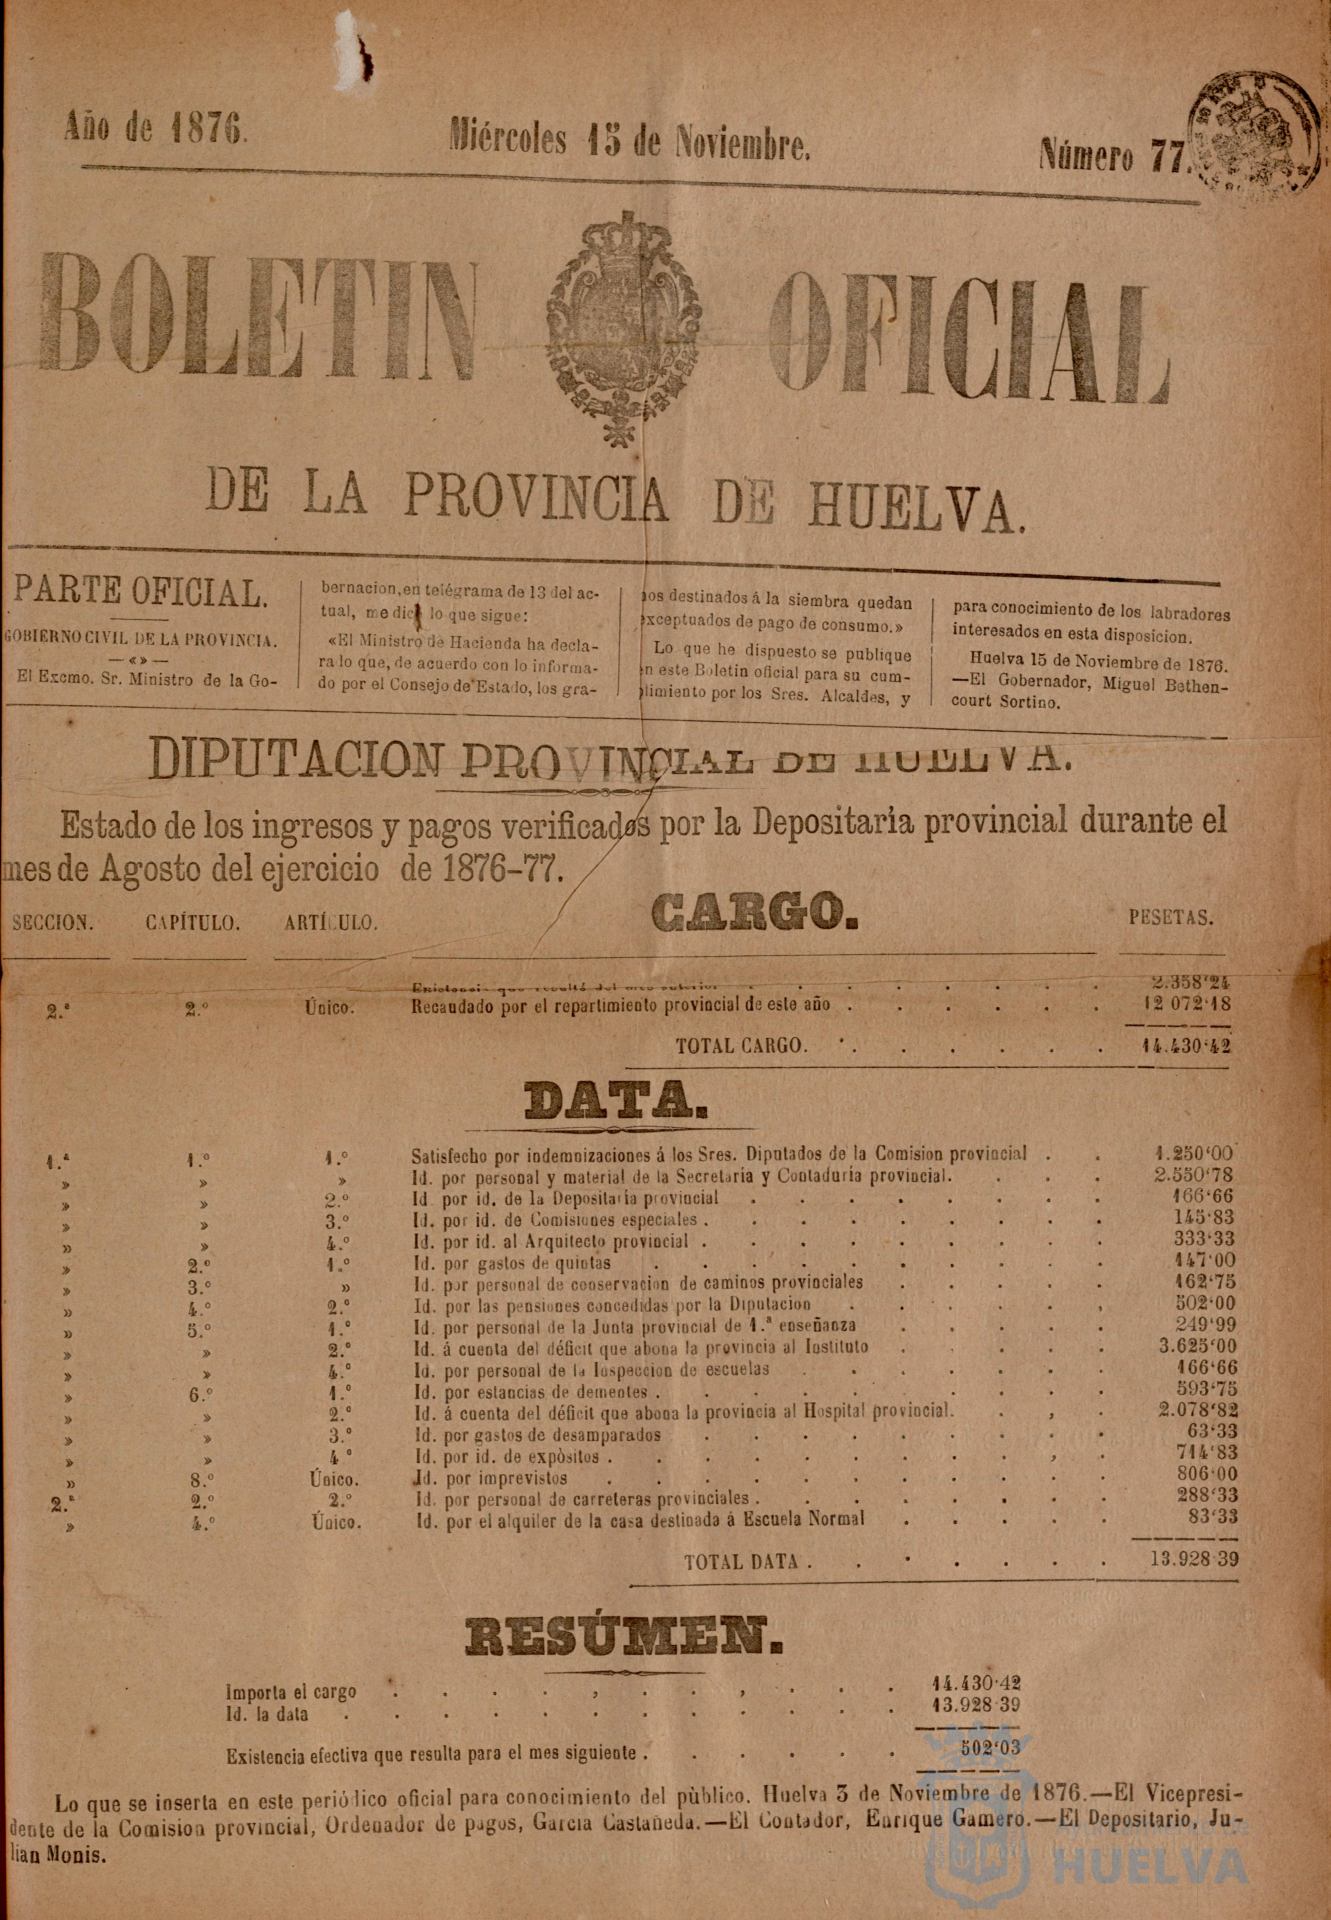 Año de 1876.
Miércoles 15 de Noviembre.
Número 77.
BOLETIN OFICIAL
DE LA PROVINCIA DE HUELVA.
PARTE OFICIAL.
GOBIERNO CIVIL DE LA PROVINCIA.
—«»—
El Excmo. Sr. Ministro de la Go-
bernacion, en telégrama de 13 del ac-
tual, me dice lo que sigue:
«El Ministro de Hacienda ha decla-
ra lo que, de acuerdo con lo informa-
do por el Consejo de Estado, los gra-
nos destinados á la siembra quedan
exceptuados de pago de consumo.»
Lo que he dispuesto se publique
en este Boletin oficial para su cum-
plimiento por los Sres. Alcaldes, y
para conocimiento de los labradores
interesados en esta disposicion.
Huelva 15 de Noviembre de 1876.
—El Gobernador, Miguel Bethen-
court Sortino.
DIPUTACION PROVINCIAL DE HUELVA.
Estado de los ingresos y pagos verificados por la Depositaría provincial durante el
mes de Agosto del ejercicio de 1876-77.
SECCION. CAPÍTULO. ARTÍCULO. CARGO. PESETAS.
Existencia que resultó del mes anterior . . . . . . . . 2.358‘24
2.ª 2.º Único. Recaudado por el repartimiento provincial de este año . . . . . . 12 072‘18
TOTAL CARGO. . . . . . . 14.430‘42
DATA.
1.ª 1.º 1.º Satisfecho por indemnizaciones á los Sres. Diputados de la Comision provincial . . 1.250‘00
» » » Id. por personal y material de la Secretaría y Contaduría provincial. . . . 2.550‘78
» » 2.º Id. por id. de la Depositaría provincial . . . . . . . . 166‘66
» » 3.º Id. por id. de Comisiones especiales . . . . . . . . . 145‘83
» » 4.º Id. por id. al Arquitecto provincial . . . . . . . . . 333‘33
» 2.º 1.º Id. por gastos de quintas . . . . . . . . . . 147‘00
» 3.º » Id. por personal de conservacion de caminos provinciales . . . . . 162‘75
» 4.º 2.º Id. por las pensiones concedidas por la Diputacion . . . . . , 502‘00
» 5.º 1.º Id. por personal de la Junta provincial de 1.ª enseñanza . . . . . 249‘99
» » 2.º Id. á cuenta del déficit que abona la provincia al Instituto . . . . . 3.625‘00
» » 4.º Id. por personal de la Inspeccion de escuelas . . . . . . . 166‘66
» 6.º 1.º Id. por estancias de dementes . . . . . . . . . 593‘75
» » 2.º Id. á cuenta del déficit que abona la provincia al Hospital provincial. . , . 2.078‘82
» » 3.º Id. por gastos de desamparados . . . . . . . . . 63‘33
» » 4º Id. por id. de expòsitos . . . . . . . . . , . 714‘83
» 8.º Único. Id. por imprevistos . . . . . . . . . . . 806‘00
2.ª 2.º 2.º Id. por personal de carreteras provinciales . . . . . . . . 288‘33
» 4.º Único. Id. por el alquiler de la casa destinada á Escuela Normal . . . . . 83‘33
TOTAL DATA . . . . . . . 13.928 39
RESÚMEN.
Importa el cargo . . . . , . . , . . . 14.430‘42
Id. la data . . . . . . . . . . . . 13.928 39
Existencia efectiva que resulta para el mes siguiente . . . . . . 502‘03
Lo que se inserta en este periódico oficial para conocimiento del pùblico. Huelva 3 de Noviembre de 1876.—El Vicepresi-
dente de la Comision provincial, Ordenador de pagos, Garcia Castañeda.—El Contador, Enrique Gamero.—El Depositario, Ju-
lian Monis.
HUELVA